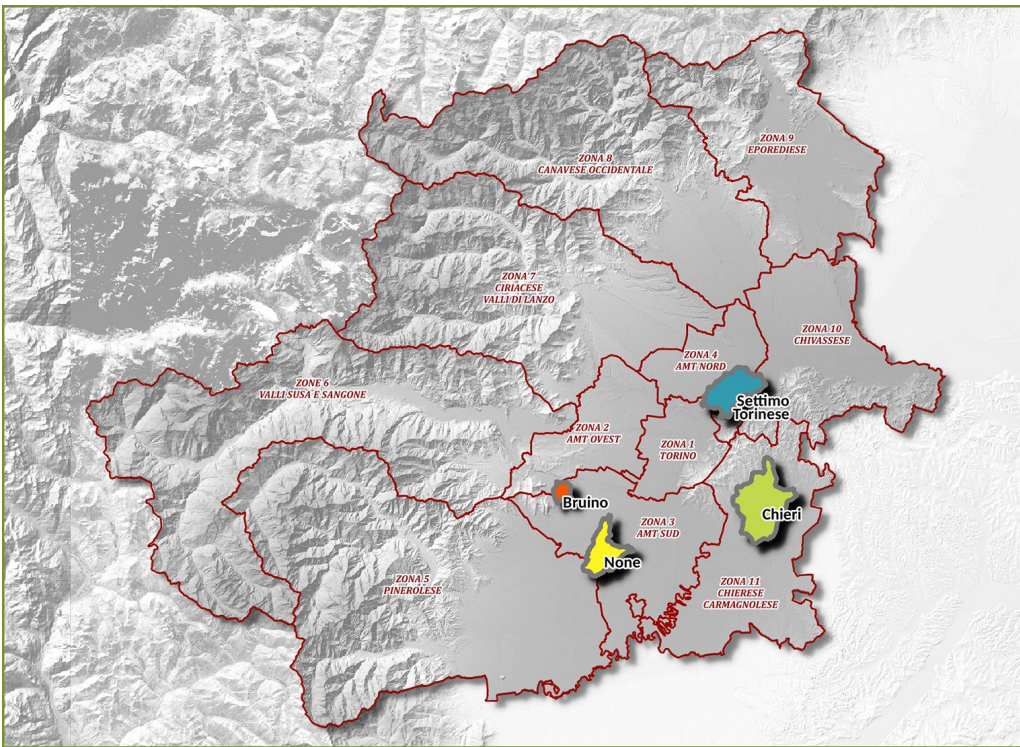 ZONA 9
EPOREDIESE
ZONA 8
CANAVESE OCCIDENTALE
ZONA 7
CIRIACESE
VALLI DI LANZO
ZONA 10
CHIVASSESE
ZONA 4
AMT NORD
ZONE 6
VALLI SUSA E SANGONE
Settimo
Torinese
ZONA 2
AMT OVEST
ZONA 1
TORINO
Bruino
Chieri
ZONA 3
AMT SUD
None
ZONA 5
PINEROLESE
ZONA 11
CHIERESE
CARMAGNOLESE